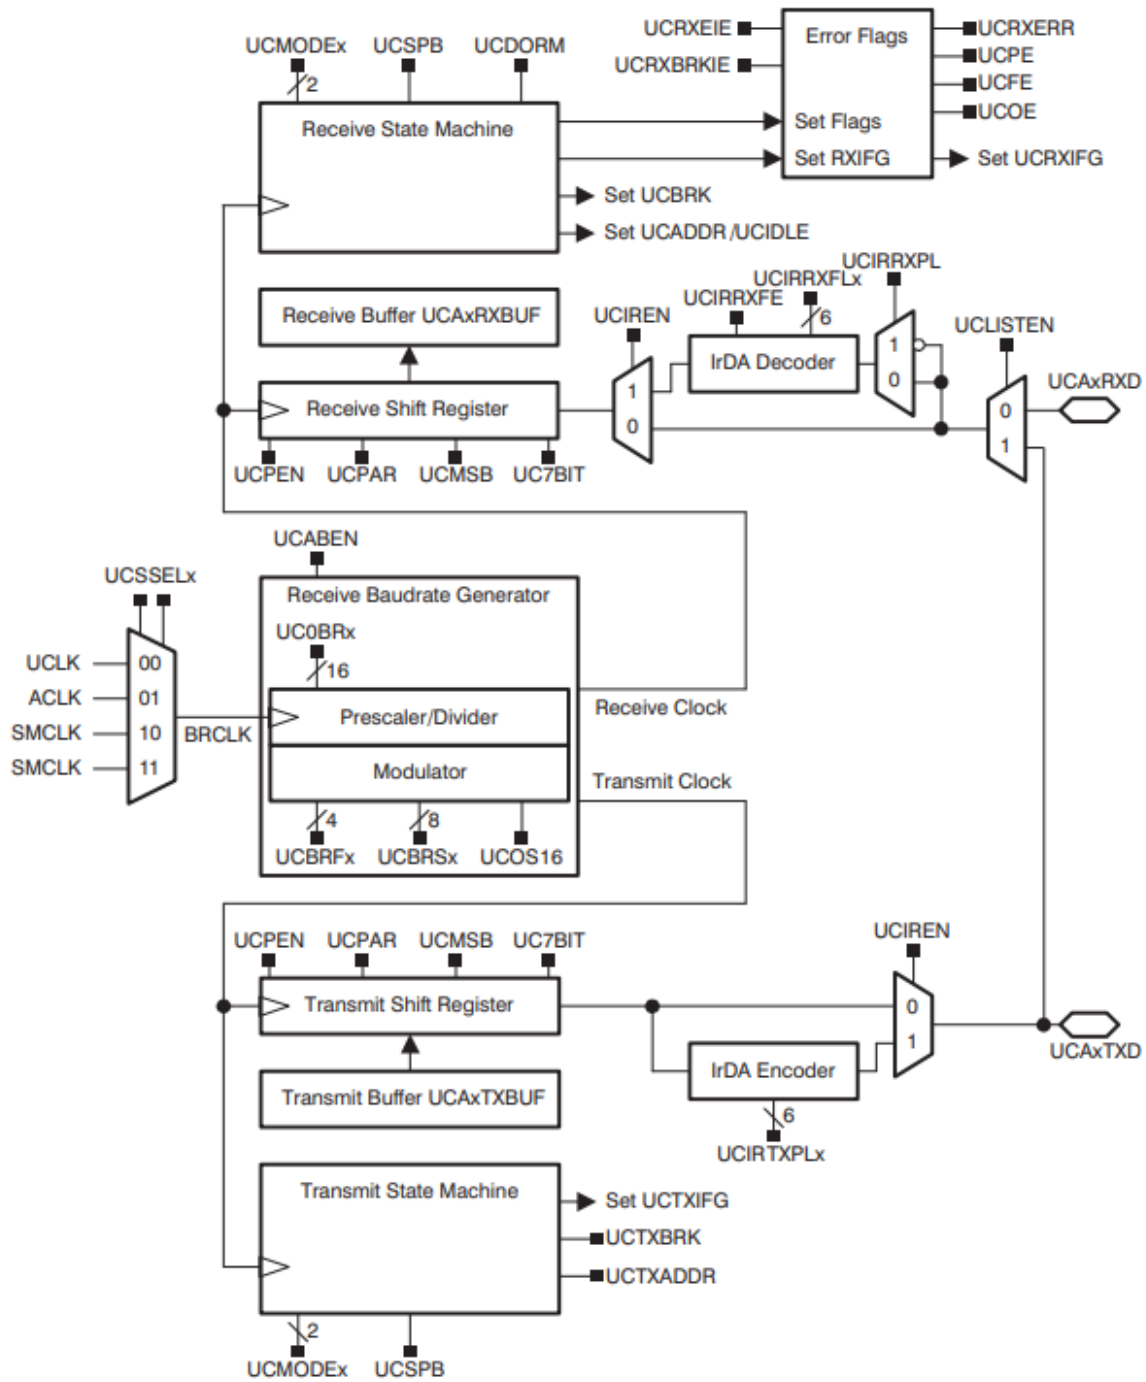 UCMODEx
UCSPB
UCDORM
2
Receive State Machine
UCRXEIE
UCRXBRKIE
Error Flags
Set Flags
Set RXIFG
UCRXERR
UCPE
UCFE
UCOE
Set UCRXIFG
Set UCBRK
Set UCADDR/UCIDLE
Receive Buffer UCAxRXBUF
Receive Shift Register
UCPEN
UCPAR
UCMSB
UC7BIT
UCIREN
1
0
UCIRRXFE
UCIRRXFLx
6
IrDA Decoder
UCIRRXPL
1
0
UCLISTEN
0
1
UCAxRXD
UCABEN
Receive Baudrate Generator
UC0BRx
16
UCSSELx
UCLK
00
ACLK
01
SMCLK
10
SMCLK
11
BRCLK
Prescaler/Divider
Modulator
4
8
UCBRFx
UCBRSx
UCOS16
Receive Clock
Transmit Clock
UCPEN
UCPAR
UCMSB
UC7BIT
Transmit Shift Register
Transmit Buffer UCAxTXBUF
UCIREN
0
1
IrDA Encoder
6
UCIRTXPLx
UCAxTXD
Transmit State Machine
Set UCTXIFG
UCTXBRK
UCTXADDR
2
UCMODEx
UCSPB